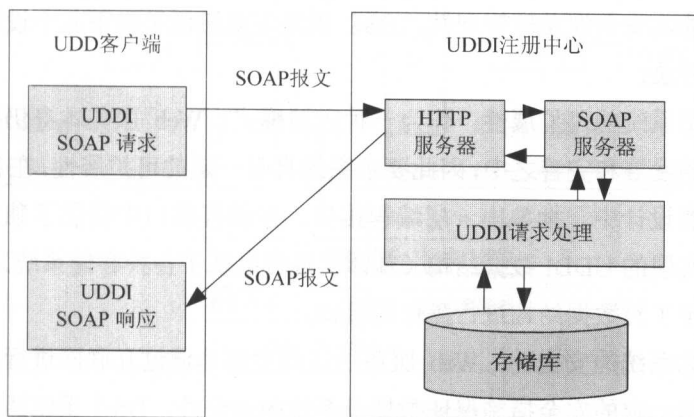 UDD客户端
UDDI
SOAP 请求
UDDI
SOAP 响应
SOAP报文
SOAP报文
UDDI注册中心
HTTP
服务器
SOAP
服务器
UDDI请求处理
存储库